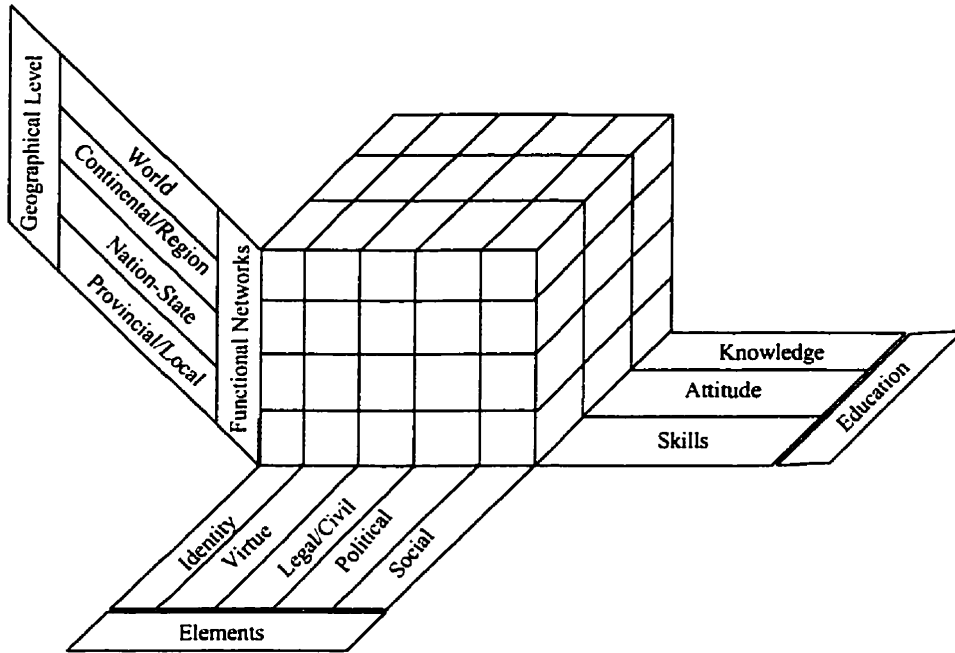 Geographical Level
World
Continental/Region
Nation-State
Provincial/Local
Functional Networks
Knowledge
Attitude
Skills
Education
Identity
Virtue
Legal/Civil
Political
Social
Elements